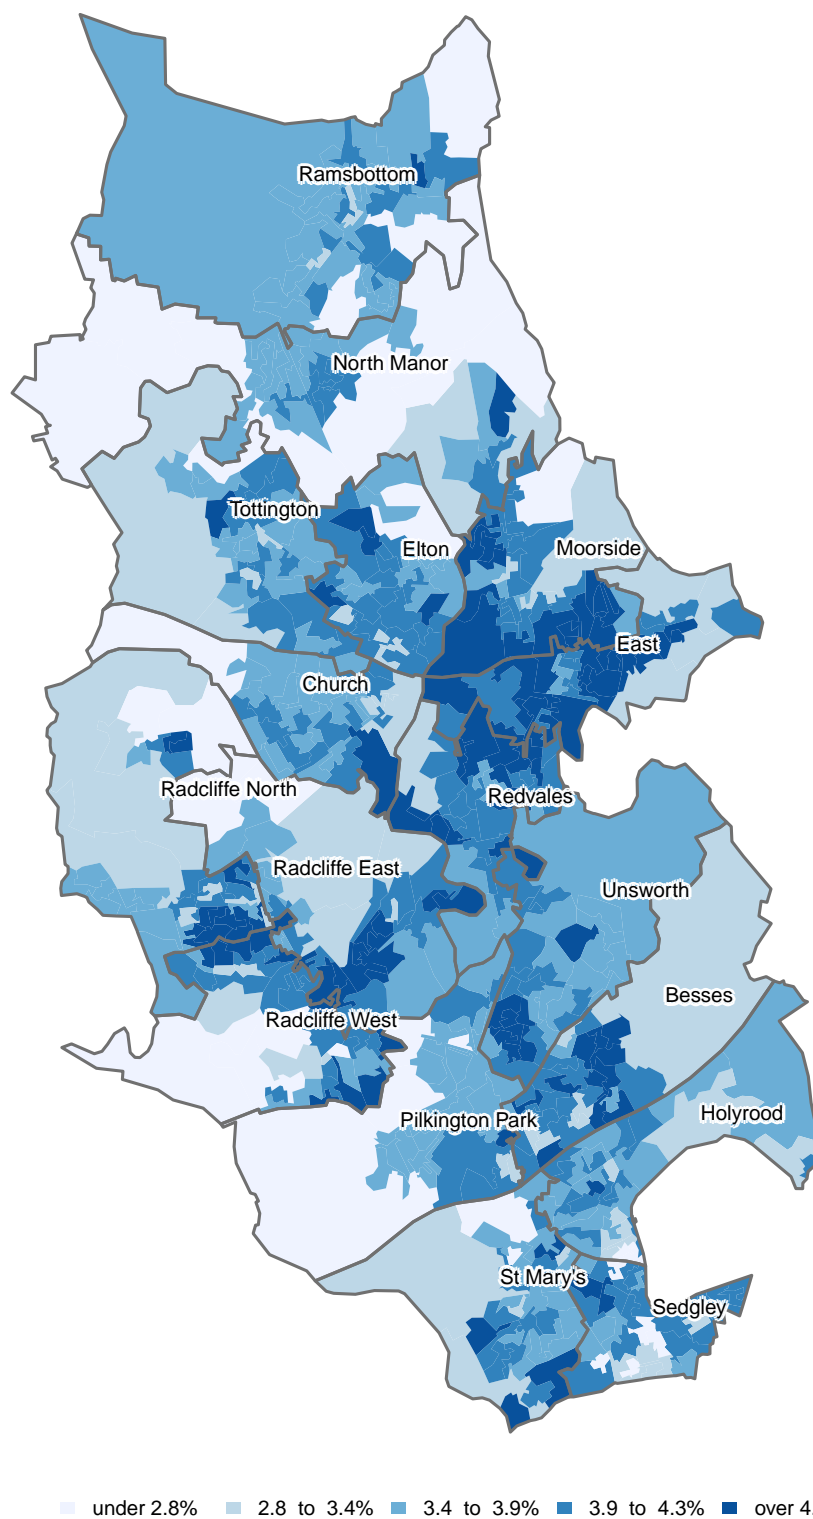 Ramsbottom
North Manor
Tottington
Elton
Moorside
East
Church
Radcliffe North
Redvales
Radcliffe East
Unsworth
Besses
Radcliffe West
Holyrood
Pilkington Park
St Mary's
Sedgley
under 2.8% 2.8 to 3.4% 3.4 to 3.9% 3.9 to 4.3% over 4.